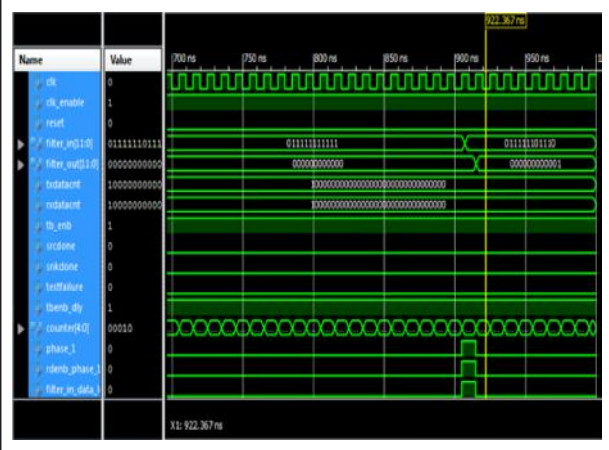 922.367 ns
Name Value
700 ns 750 ns 800 ns 850 ns 900 ns 950 ns 1
clk 0
clk_enable 1
reset 0
filter_in[11:0] 01111110111 011111111111 011111101110
filter_out[11:0] 00000000000 000000000000 000000000001
txdatacnt 10000000000
rxdatacnt 10000000000
tb_enb 1
srcdone 0
snkdone 0
testfailure 0
tbenb_dly 1
counter[4:0] 00010
phase_1 0
rdenb_phase_1 0
filter_in_data_ 0
X1: 922.367 ns